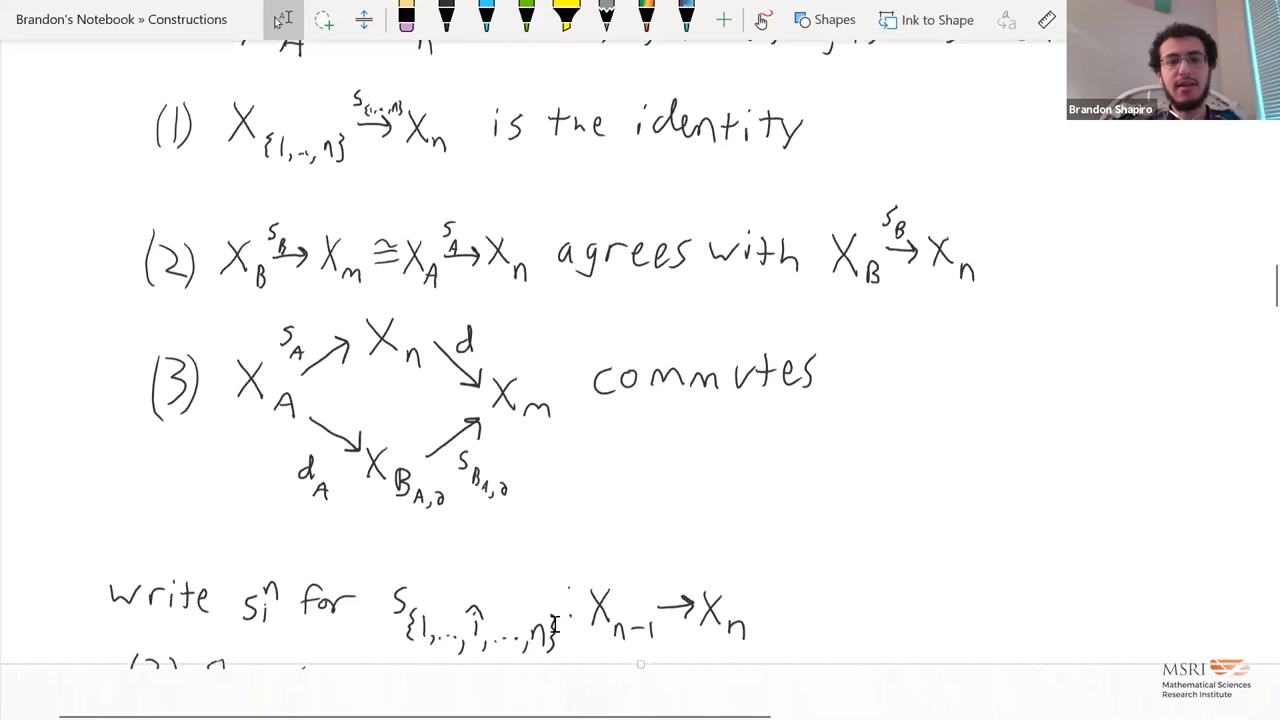 Brandon's Notebook » Constructions
Shapes
Ink to Shape
Brandon Shapiro
(1) X_{1,..,n} →^{S_{1,..,n}} X_n is the identity
(2) X_B →^{S_B} X_m ≅ X_A →^{S_A} X_n agrees with X_B →^{S_B} X_n
S_A X_n d
(3) X_A X_m commutes
d_A X_{B_{A,∂}} S_{B_{A,∂}}
write S_i^n for S_{1,..,î,...,n} : X_{n-1} → X_n
MSRI
Mathematical Sciences
Research Institute